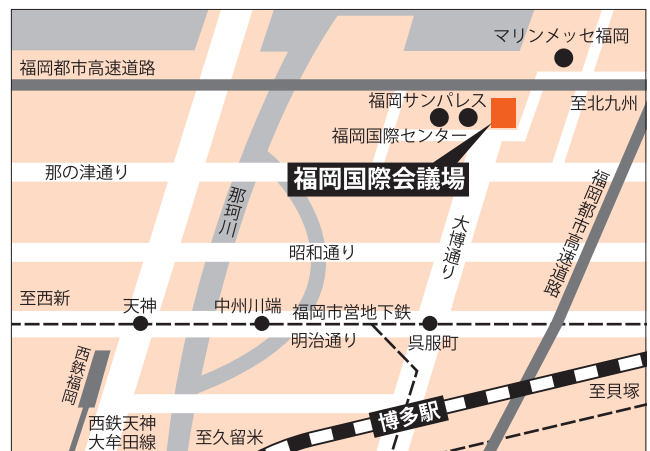 マリンメッセ福岡
福岡都市高速道路
福岡サンパレス
至北九州
福岡国際センター
那の津通り
福岡国際会議場
福岡都市高速道路
那珂川
大博通り
昭和通り
至西新
天神
中州川端
福岡市営地下鉄
明治通り
呉服町
西鉄福岡
至貝塚
博多駅
西鉄天神
大牟田線
至久留米